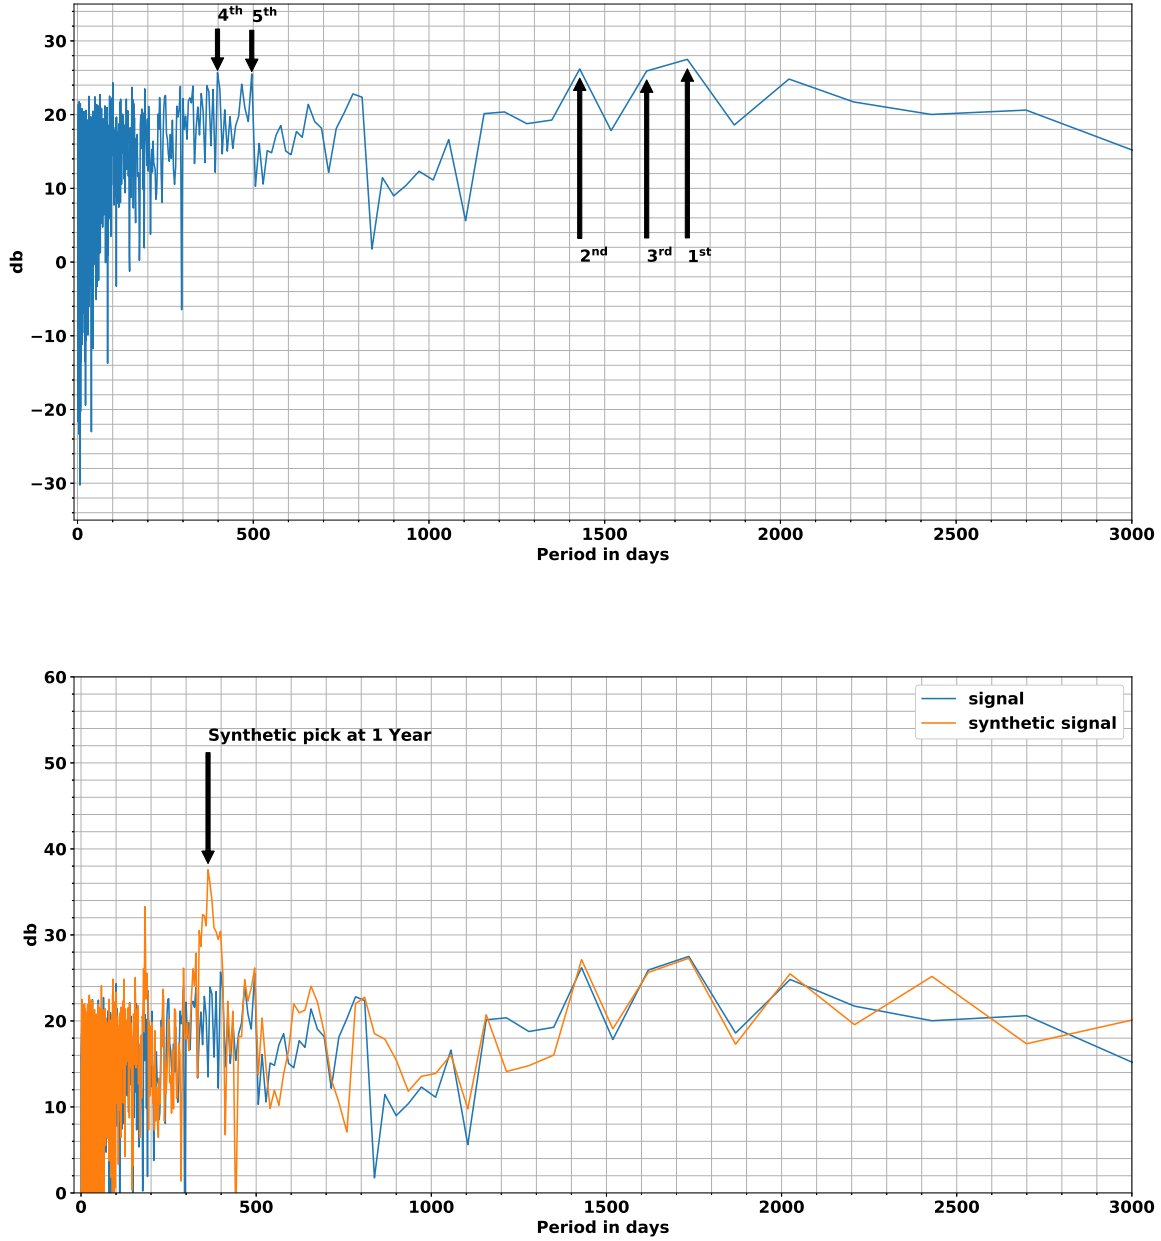 4th 5th
30
20
10
0
−10
−20
−30
db
2nd 3rd 1st
0 500 1000 1500 2000 2500 3000
Period in days
60
50
40
30
20
10
0
db
signal
synthetic signal
Synthetic pick at 1 Year
0 500 1000 1500 2000 2500 3000
Period in days